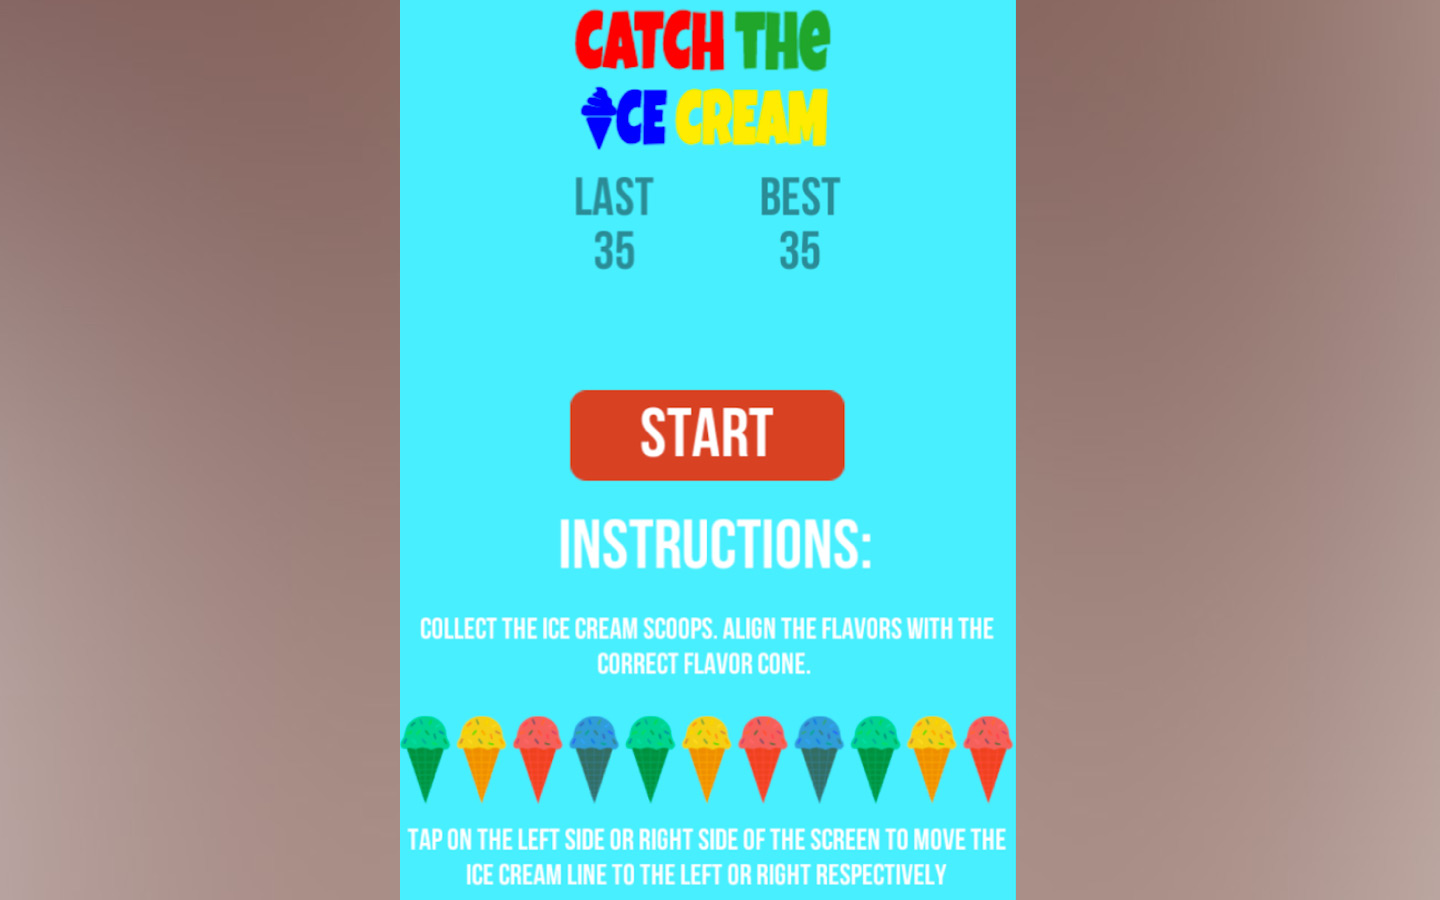 CATCH THe
ICE CREAM
LAST BEST
35 35
START
INSTRUCTIONS:
COLLECT THE ICE CREAM SCOOPS. ALIGN THE FLAVORS WITH THE
CORRECT FLAVOR CONE.
TAP ON THE LEFT SIDE OR RIGHT SIDE OF THE SCREEN TO MOVE THE
ICE CREAM LINE TO THE LEFT OR RIGHT RESPECTIVELY